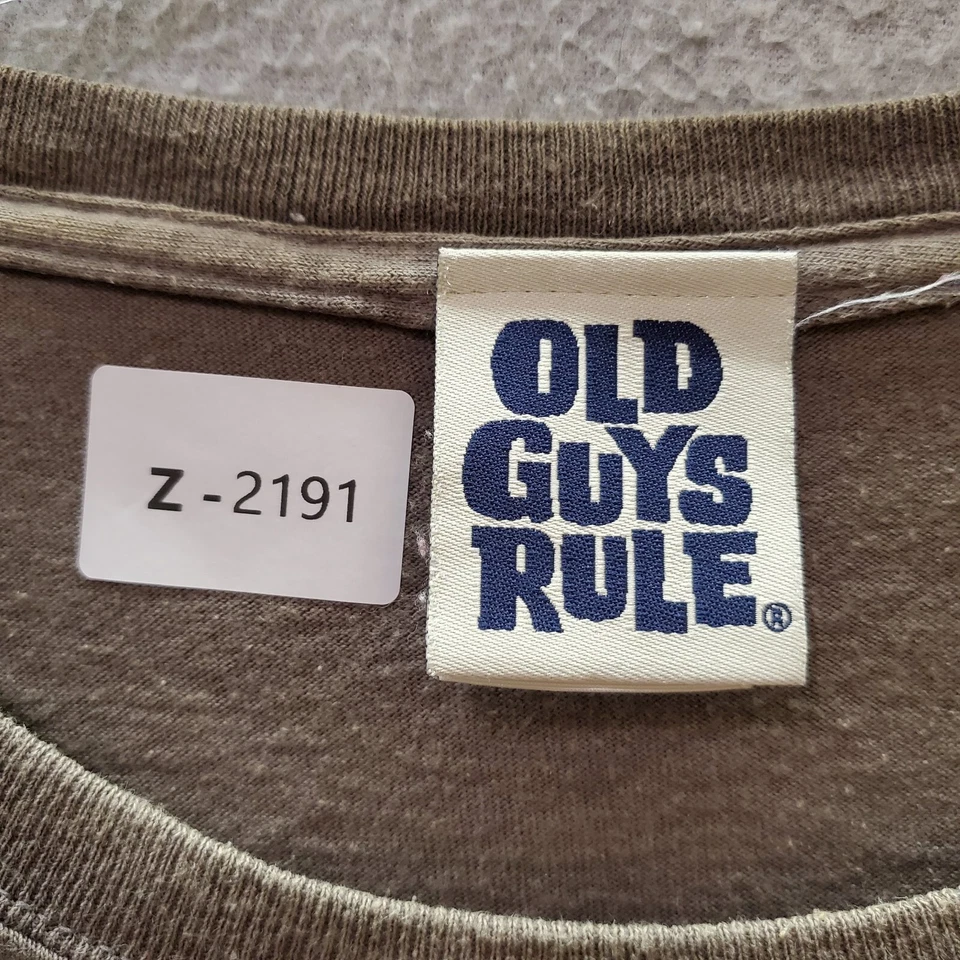 Z - 2191
OLD
GUYS
RULE®